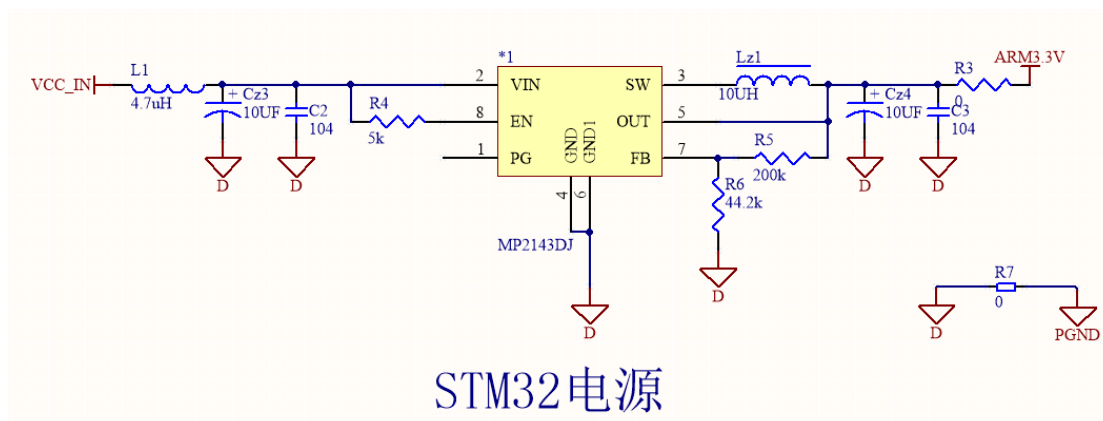 VCC_IN
L1
4.7uH
+ Cz3
10UF
C2
104
R4
5k
*1
2
VIN
8
EN
1
PG
GND
GND1
4
6
SW
3
OUT
5
FB
7
MP2143DJ
Lz1
10UH
R5
200k
R6
44.2k
+ Cz4
10UF
C3
104
R3
0
ARM3.3V
D
D
D
D
D
D
R7
0
D
PGND
STM32电源